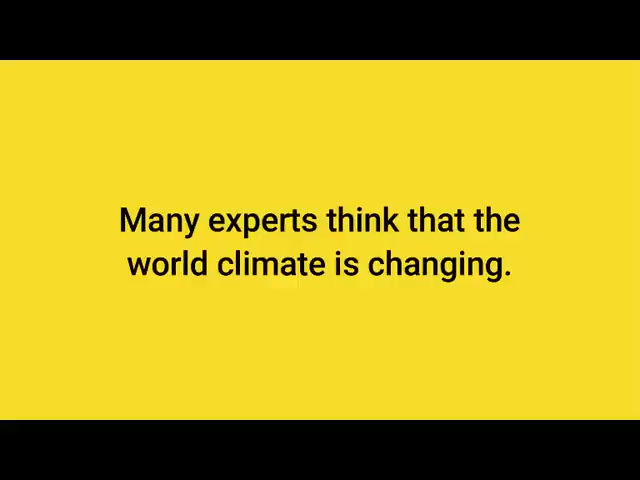 Many experts think that the
world climate is changing.